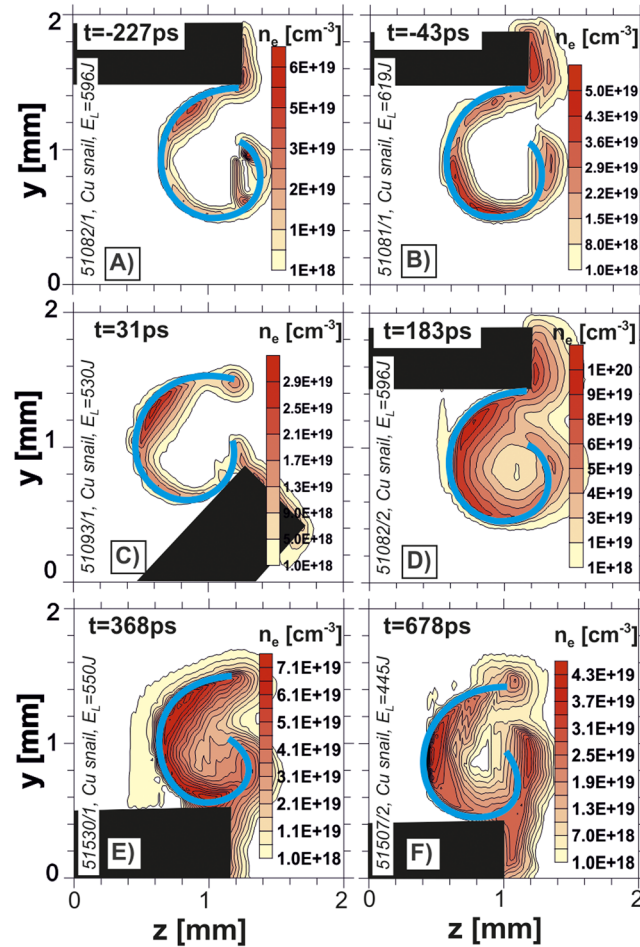 t=-227ps
n_e [cm^-3]
6E+19
5E+19
3E+19
2E+19
1E+19
1E+18
51082/1, Cu snail, E_L=596J
A)
y [mm]
2
1
0
t=-43ps
n_e [cm^-3]
5.0E+19
4.3E+19
3.6E+19
2.9E+19
2.2E+19
1.5E+19
8.0E+18
1.0E+18
51081/1, Cu snail, E_L=619J
B)
t=31ps
n_e [cm^-3]
2.9E+19
2.5E+19
2.1E+19
1.7E+19
1.3E+19
9.0E+18
5.0E+18
1.0E+18
51093/1, Cu snail, E_L=530J
C)
y [mm]
2
1
0
t=183ps
n_e [cm^-3]
1E+20
9E+19
8E+19
6E+19
5E+19
4E+19
3E+19
1E+19
1E+18
51082/2, Cu snail, E_L=596J
D)
t=368ps
n_e [cm^-3]
7.1E+19
6.1E+19
5.1E+19
4.1E+19
3.1E+19
2.1E+19
1.1E+19
1.0E+18
51530/1, Cu snail, E_L=550J
E)
y [mm]
2
1
0
0
1
2
z [mm]
t=678ps
n_e [cm^-3]
4.3E+19
3.7E+19
3.1E+19
2.5E+19
1.9E+19
1.3E+19
7.0E+18
1.0E+18
51507/2, Cu snail, E_L=445J
F)
0
1
2
z [mm]